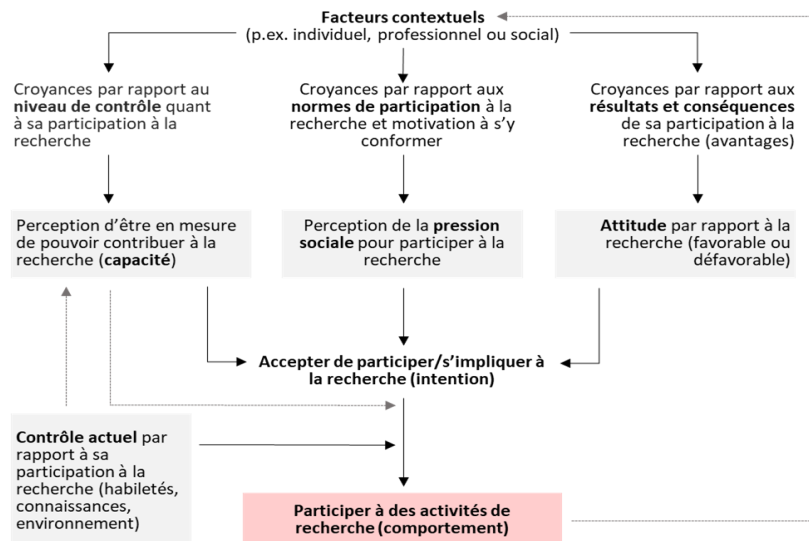 Facteurs contextuels
(p.ex. individuel, professionnel ou social)
Croyances par rapport au
niveau de contrôle quant
à sa participation à la
recherche
Croyances par rapport aux
normes de participation à la
recherche et motivation à s'y
conformer
Croyances par rapport aux
résultats et conséquences
de sa participation à la
recherche (avantages)
Perception d'être en mesure
de pouvoir contribuer à la
recherche (capacité)
Perception de la pression
sociale pour participer à la
recherche
Attitude par rapport à la
recherche (favorable ou
défavorable)
Accepter de participer/s'impliquer à
la recherche (intention)
Contrôle actuel par
rapport à sa
participation à la
recherche (habiletés,
connaissances,
environnement)
Participer à des activités de
recherche (comportement)